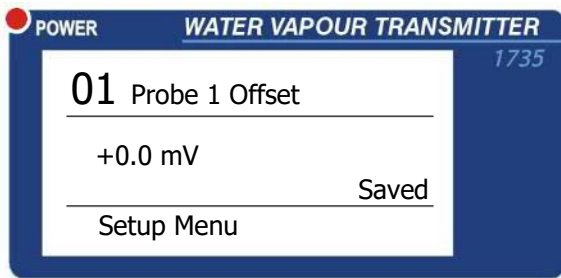 POWER WATER VAPOUR TRANSMITTER
1735
01 Probe 1 Offset
+0.0 mV
Saved
Setup Menu